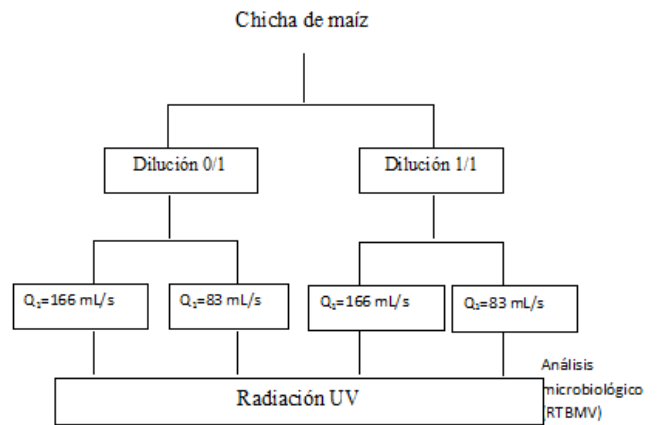 Chicha de maíz
Dilución 0/1
Dilución 1/1
Q₁=166 mL/s
Q₁=83 mL/s
Q₁=166 mL/s
Q₂=83 mL/s
Radiación UV
Análisis
microbiológico
(RTBMV)